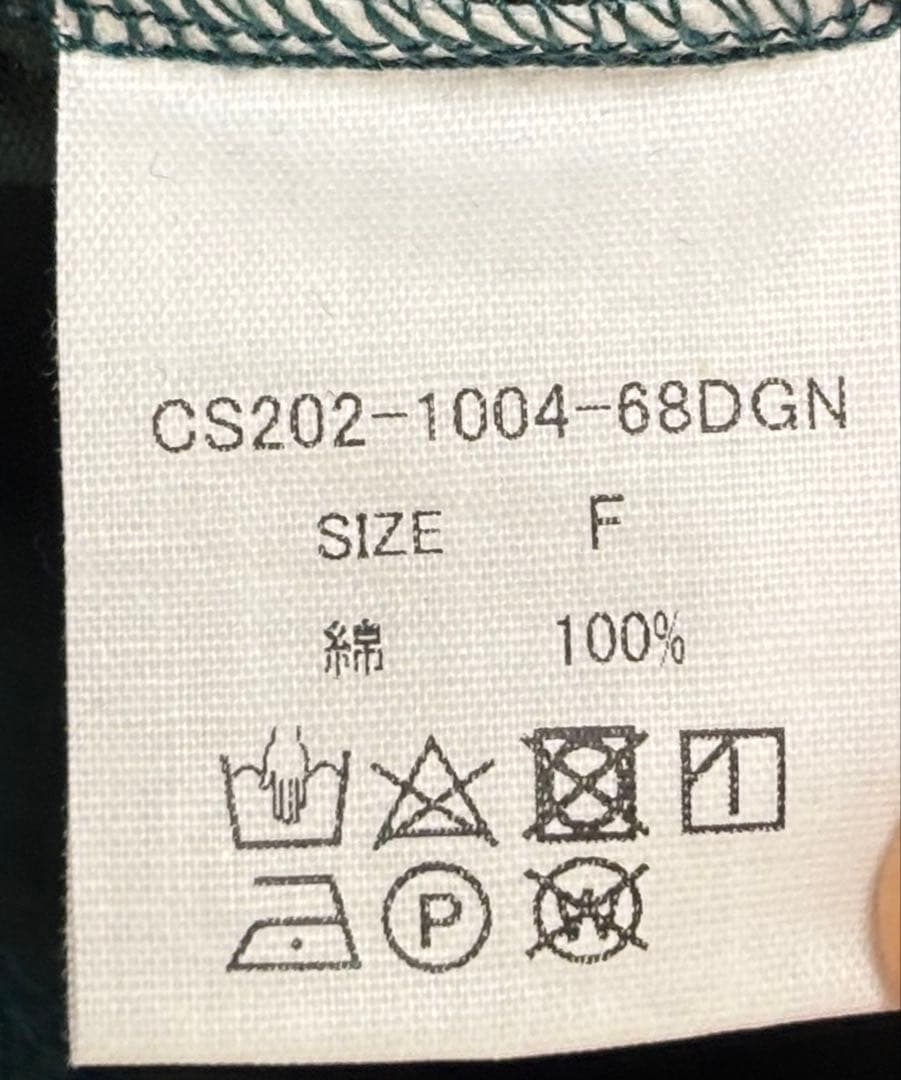 CS202-1004-68DGN
SIZE F
綿 100%
P W